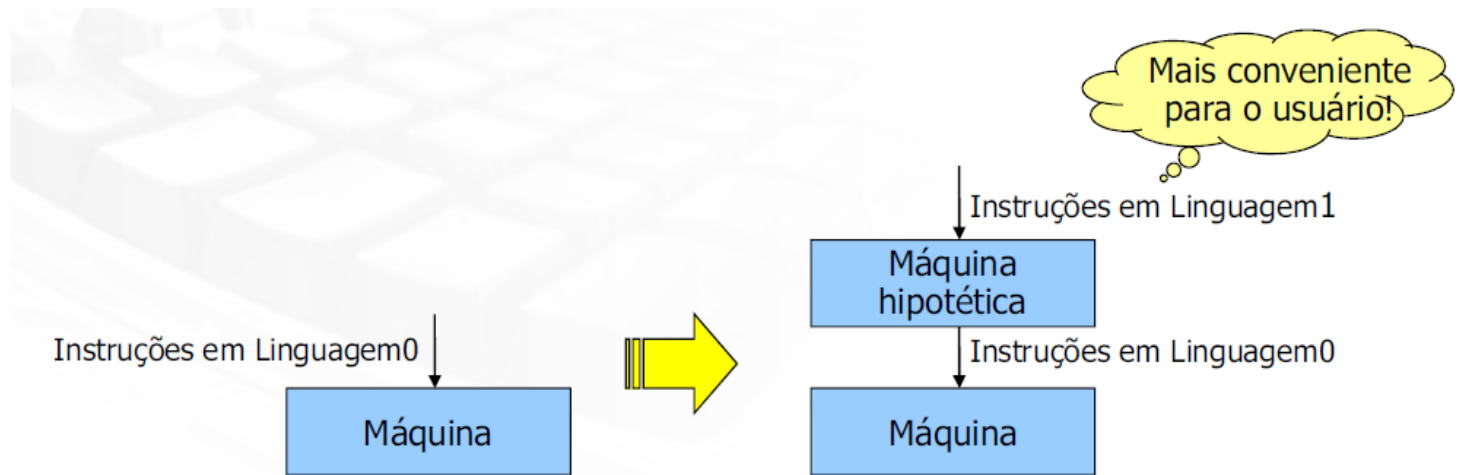 Mais conveniente
para o usuário!
Instruções em Linguagem1
Máquina
hipotética
Instruções em Linguagem0
Instruções em Linguagem0
Máquina
Máquina